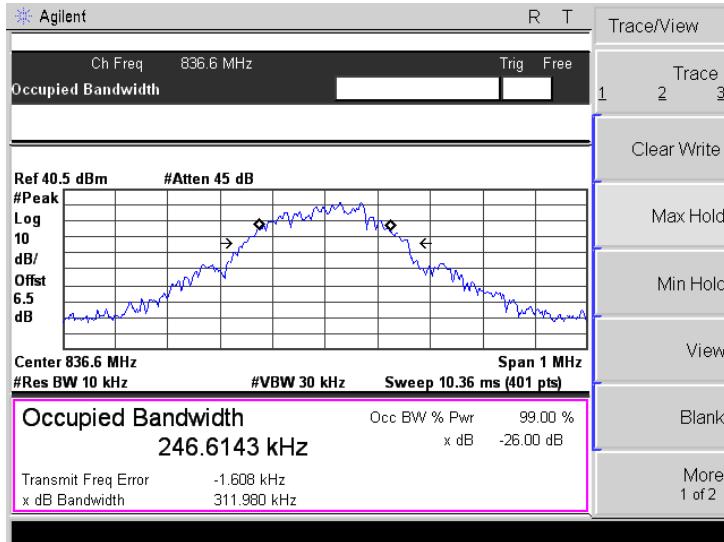 Agilent R T
Ch Freq 836.6 MHz Trig Free
Occupied Bandwidth
Ref 40.5 dBm #Atten 45 dB
#Peak
Log
10
dB/
Offst
6.5
dB
Center 836.6 MHz Span 1 MHz
#Res BW 10 kHz #VBW 30 kHz Sweep 10.36 ms (401 pts)
Occupied Bandwidth Occ BW % Pwr 99.00 %
246.6143 kHz x dB -26.00 dB
Transmit Freq Error -1.608 kHz
x dB Bandwidth 311.980 kHz
Trace/View
Trace
1 2 3
Clear Write
Max Hold
Min Hold
View
Blank
More
1 of 2